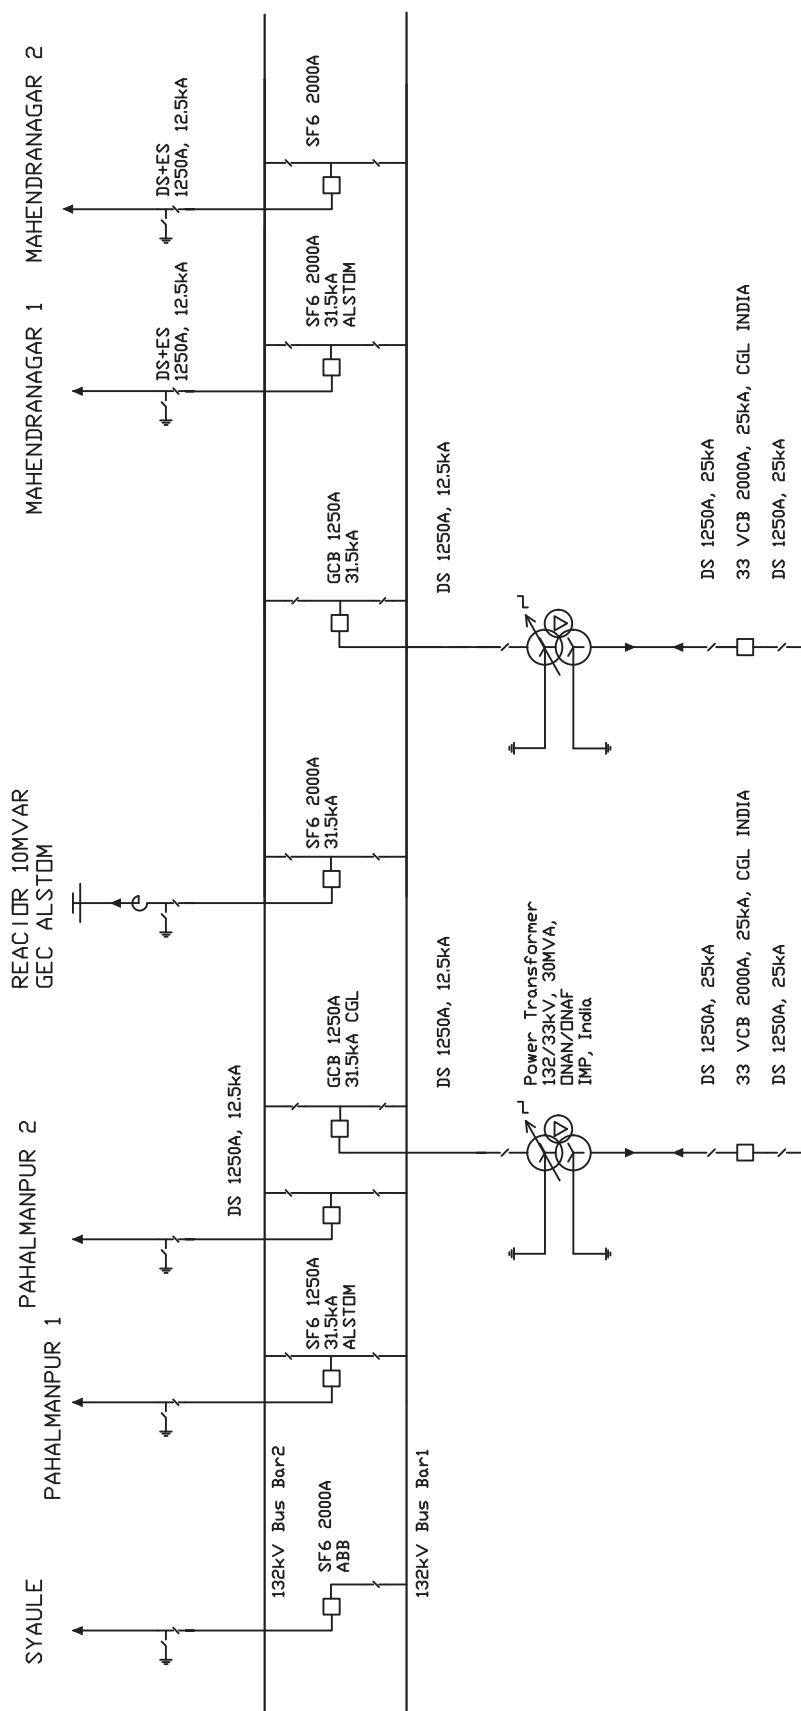 SYAULE
PAHALMANPUR 1
PAHALMANPUR 2
REACTOR 10MVAR
GEC ALSTOM
MAHENDRANAGAR 1
MAHENDRANAGAR 2
DS+ES
1250A, 12.5kA
DS+ES
1250A, 12.5kA
DS 1250A, 12.5kA
132kV Bus Bar2
SF6 2000A
ABB
SF6 1250A
31.5kA
ALSTOM
GCB 1250A
31.5kA CGL
SF6 2000A
31.5kA
GCB 1250A
31.5kA
SF6 2000A
31.5kA
ALSTOM
SF6 2000A
132kV Bus Bar1
DS 1250A, 12.5kA
DS 1250A, 12.5kA
Power Transformer
132/33kV, 30MVA,
ONAN/ONAF
IMP, India
DS 1250A, 25kA
33 VCB 2000A, 25kA, CGL INDIA
DS 1250A, 25kA
DS 1250A, 25kA
33 VCB 2000A, 25kA, CGL INDIA
DS 1250A, 25kA